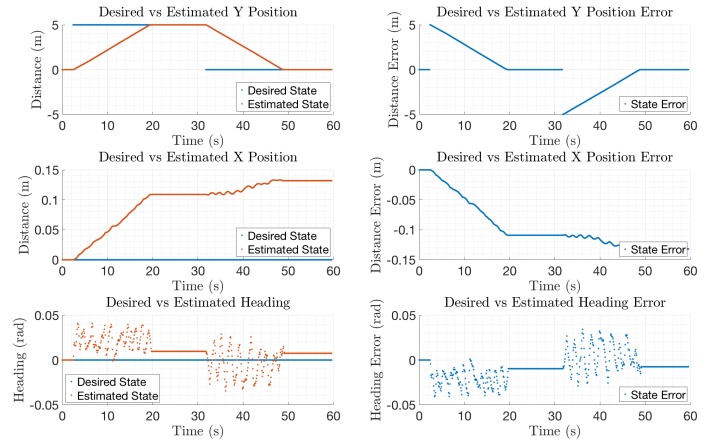 Desired vs Estimated Y Position
Distance (m)
5
0
-5
0 10 20 30 40 50 60
Time (s)
Desired State
Estimated State
Desired vs Estimated Y Position Error
Distance Error (m)
5
0
-5
0 10 20 30 40 50 60
Time (s)
State Error
Desired vs Estimated X Position
Distance (m)
0.15
0.1
0.05
0
0 10 20 30 40 50 60
Time (s)
Desired State
Estimated State
Desired vs Estimated X Position Error
Distance Error (m)
0
-0.05
-0.1
-0.15
0 10 20 30 40 50 60
Time (s)
State Error
Desired vs Estimated Heading
Heading (rad)
0.05
0
-0.05
0 10 20 30 40 50 60
Time (s)
Desired State
Estimated State
Desired vs Estimated Heading Error
Heading Error (rad)
0.05
0
-0.05
0 10 20 30 40 50 60
Time (s)
State Error